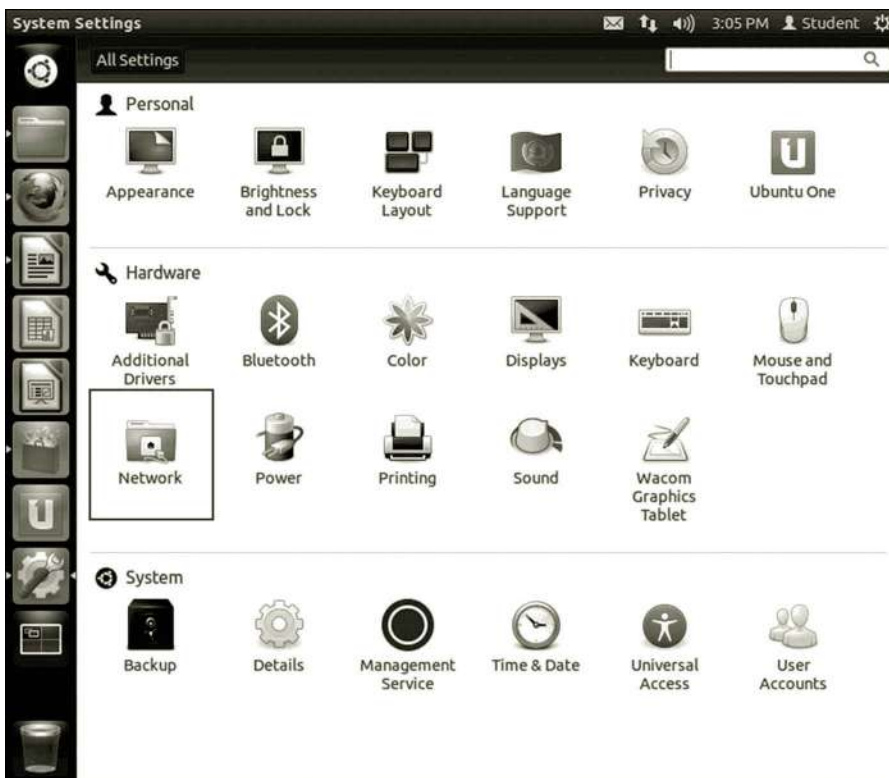 System Settings
3:05 PM Student
All Settings
Personal
Appearance
Brightness and Lock
Keyboard Layout
Language Support
Privacy
Ubuntu One
Hardware
Additional Drivers
Bluetooth
Color
Displays
Keyboard
Mouse and Touchpad
Network
Power
Printing
Sound
Wacom Graphics Tablet
System
Backup
Details
Management Service
Time & Date
Universal Access
User Accounts